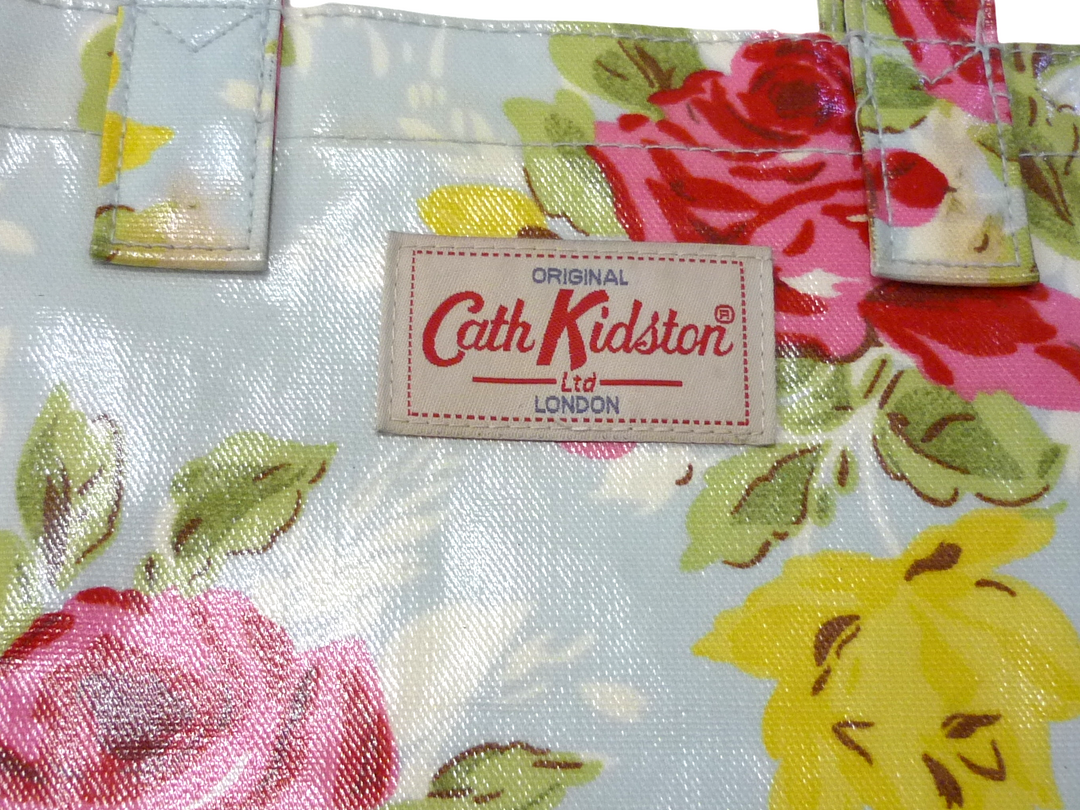 ORIGINAL
Cath Kidston®
Ltd
LONDON